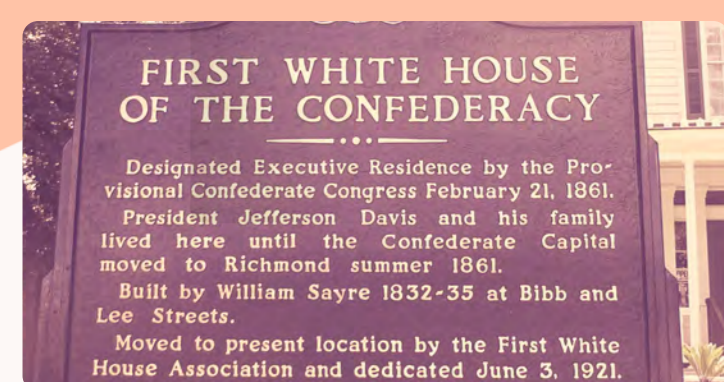 FIRST WHITE HOUSE
OF THE CONFEDERACY
Designated Executive Residence by the Pro-
visional Confederate Congress February 21, 1861.
President Jefferson Davis and his family
lived here until the Confederate Capital
moved to Richmond summer 1861.
Built by William Sayre 1832-35 at Bibb and
Lee Streets.
Moved to present location by the First White
House Association and dedicated June 3, 1921.